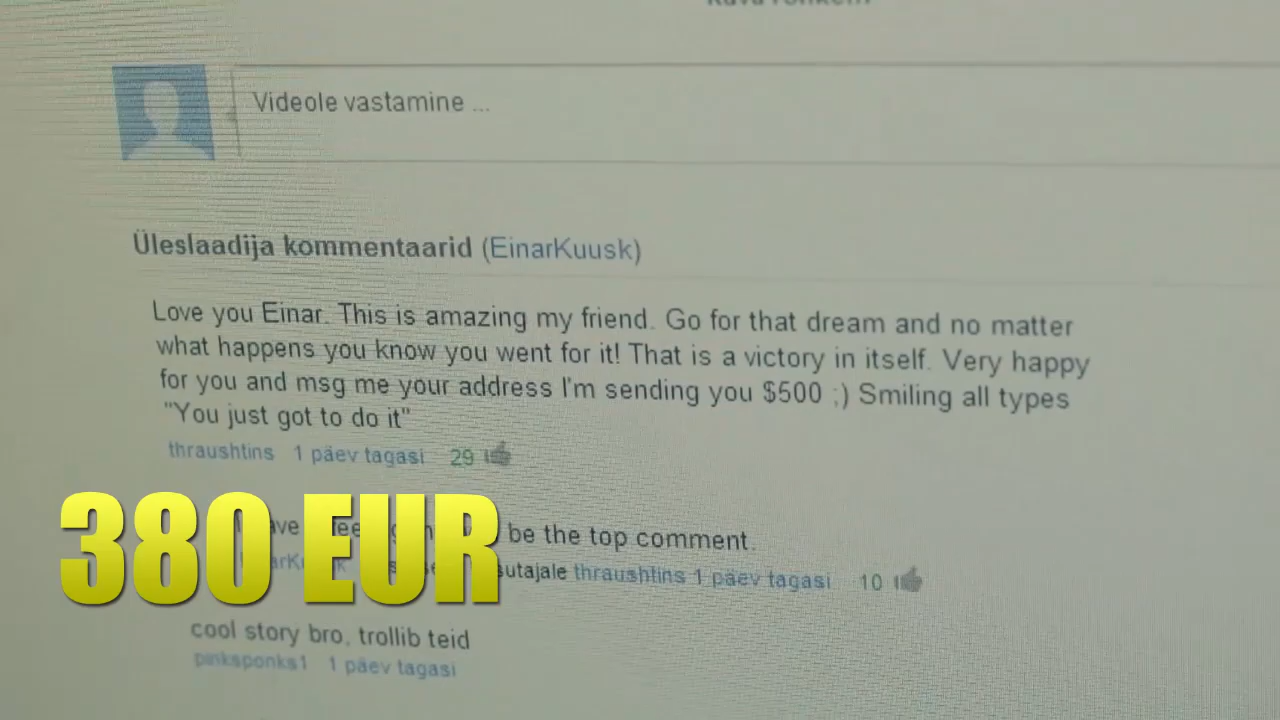 Videole vastamine ...
Üleslaadija kommentaarid (EinarKuusk)
Love you Einar. This is amazing my friend. Go for that dream and no matter
what happens you know you went for it! That is a victory in itself. Very happy
for you and msg me your address I'm sending you $500 ;) Smiling all types
"You just got to do it"
thraushtins 1 päev tagasi 29
be the top comment.
thraushtins 1 päev tagasi 10
380 EUR
cool story bro, trollib teid
pinksponks1 1 päev tagasi